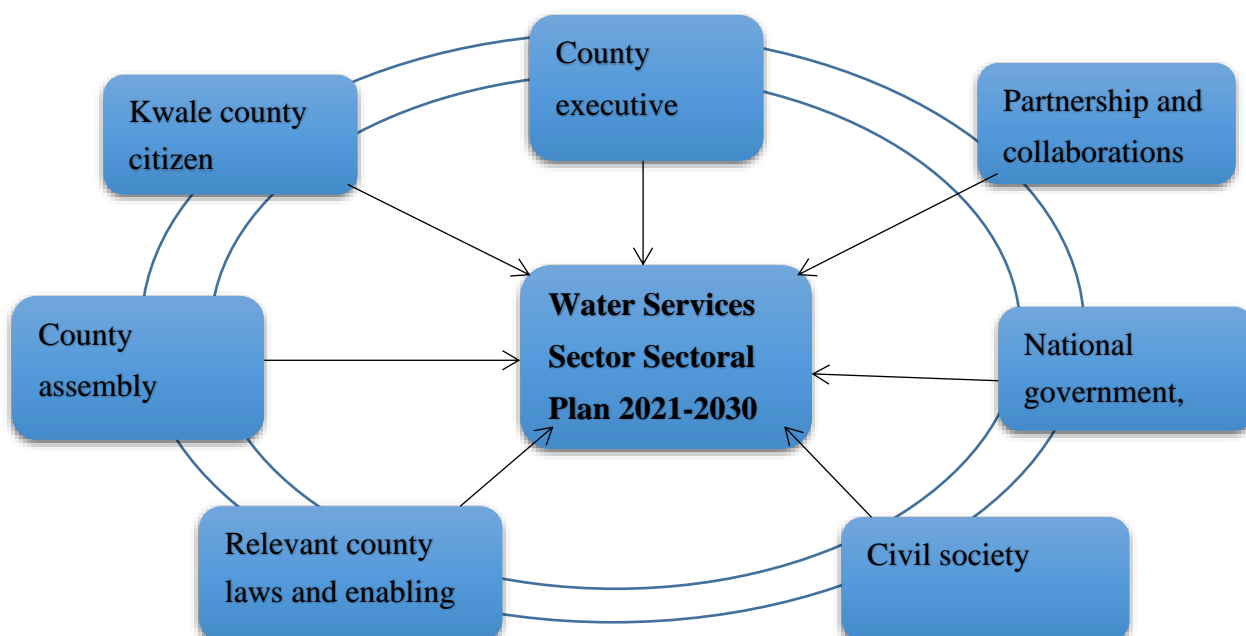 County
executive
Partnership and
collaborations
Kwale county
citizen
Water Services
Sector Sectoral
Plan 2021-2030
County
assembly
National
government,
Relevant county
laws and enabling
Civil society